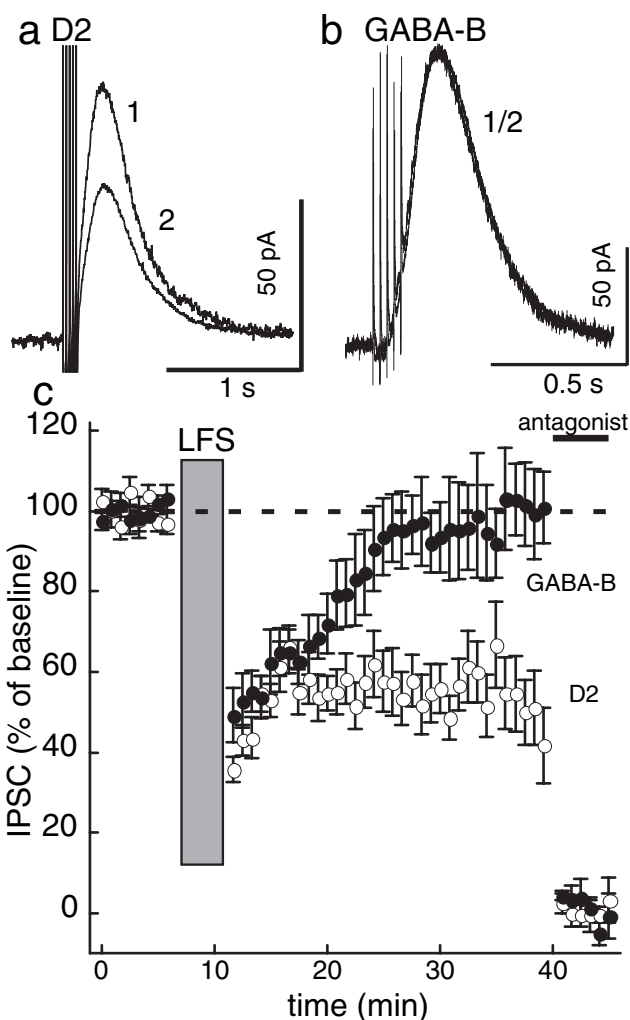 a D2
b GABA-B
1
2
50 pA
1 s
1/2
50 pA
0.5 s
c
LFS
antagonist
GABA-B
D2
120
100
80
60
40
20
0
IPSC (% of baseline)
0 10 20 30 40
time (min)